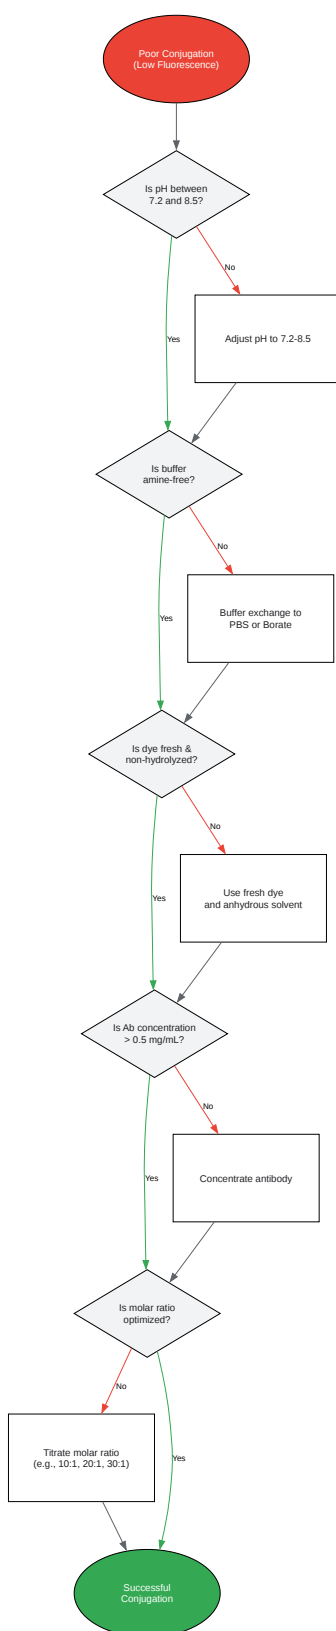 Poor Conjugation
(Low Fluorescence)
Is pH between
7.2 and 8.5?
No
Yes
Adjust pH to 7.2-8.5
Is buffer
amine-free?
No
Yes
Buffer exchange to
PBS or Borate
Is dye fresh &
non-hydrolyzed?
No
Yes
Use fresh dye
and anhydrous solvent
Is Ab concentration
> 0.5 mg/mL?
No
Yes
Concentrate antibody
Is molar ratio
optimized?
No
Yes
Titrate molar ratio
(e.g., 10:1, 20:1, 30:1)
Successful
Conjugation